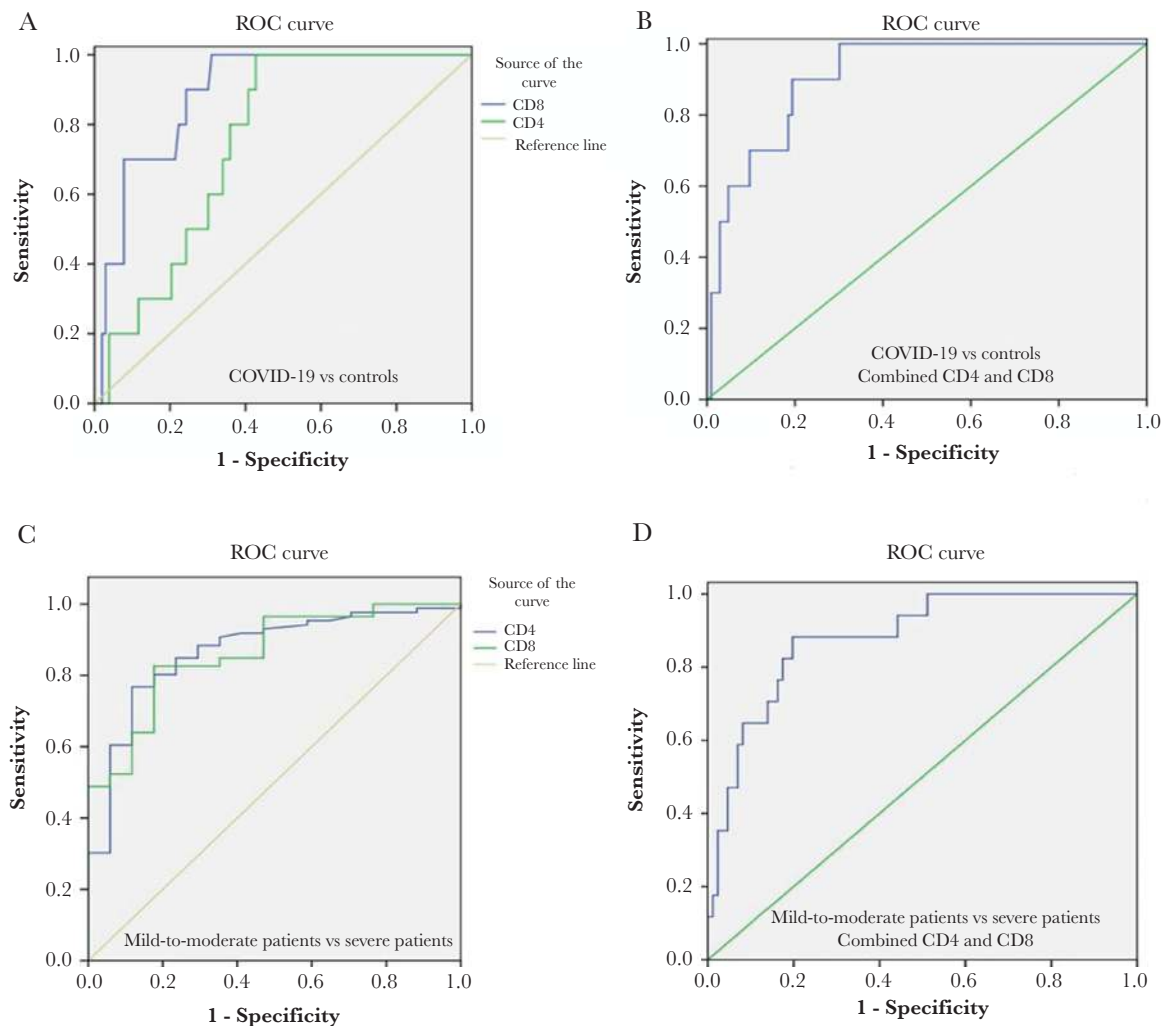 A
ROC curve
1.0
0.8
0.6
0.4
0.2
0.0
Sensitivity
0.0 0.2 0.4 0.6 0.8 1.0
1 - Specificity
COVID-19 vs controls
Source of the
curve
CD8
CD4
Reference line
B
ROC curve
1.0
0.8
0.6
0.4
0.2
0.0
Sensitivity
0.0 0.2 0.4 0.6 0.8 1.0
1 - Specificity
COVID-19 vs controls
Combined CD4 and CD8
C
ROC curve
1.0
0.8
0.6
0.4
0.2
0.0
Sensitivity
0.0 0.2 0.4 0.6 0.8 1.0
1 - Specificity
Mild-to-moderate patients vs severe patients
Source of the
curve
CD4
CD8
Reference line
D
ROC curve
1.0
0.8
0.6
0.4
0.2
0.0
Sensitivity
0.0 0.2 0.4 0.6 0.8 1.0
1 - Specificity
Mild-to-moderate patients vs severe patients
Combined CD4 and CD8